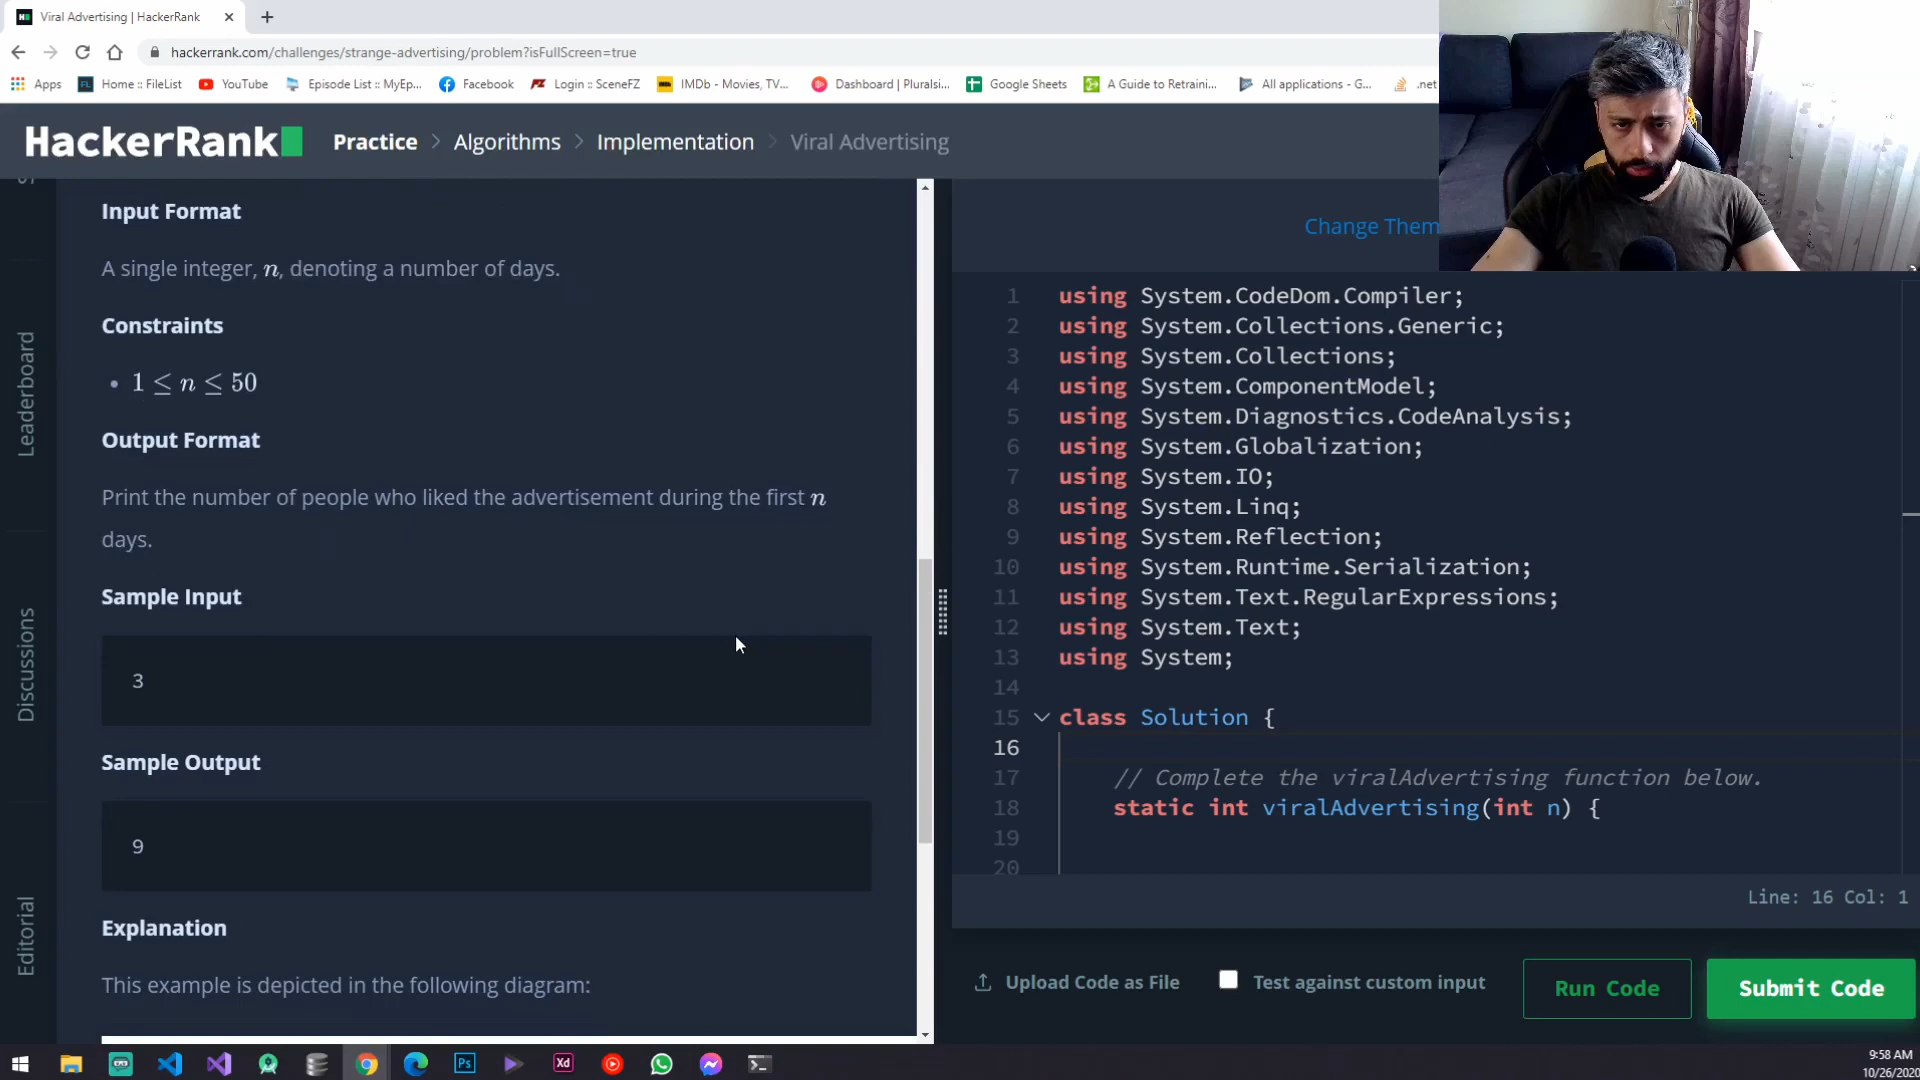 Viral Advertising | HackerRank
hackerrank.com/challenges/strange-advertising/problem?isFullScreen=true
Apps
Home :: FileList
YouTube
Episode List :: MyEp...
Facebook
Login :: SceneFZ
IMDb - Movies, TV...
Dashboard | Pluralsi...
Google Sheets
A Guide to Retraini...
All applications - G...
.net
HackerRank
Practice > Algorithms > Implementation > Viral Advertising
Leaderboard
Discussions
Editorial
Input Format
A single integer, n, denoting a number of days.
Constraints
• 1 ≤ n ≤ 50
Output Format
Print the number of people who liked the advertisement during the first n
days.
Sample Input
3
Sample Output
9
Explanation
This example is depicted in the following diagram:
Change Them
1 using System.CodeDom.Compiler;
2 using System.Collections.Generic;
3 using System.Collections;
4 using System.ComponentModel;
5 using System.Diagnostics.CodeAnalysis;
6 using System.Globalization;
7 using System.IO;
8 using System.Linq;
9 using System.Reflection;
10 using System.Runtime.Serialization;
11 using System.Text.RegularExpressions;
12 using System.Text;
13 using System;
14
15 class Solution {
16
17 // Complete the viralAdvertising function below.
18 static int viralAdvertising(int n) {
19
20
Line: 16 Col: 1
Upload Code as File
Test against custom input
Run Code
Submit Code
Ps
Xd
9:58 AM
10/26/2020